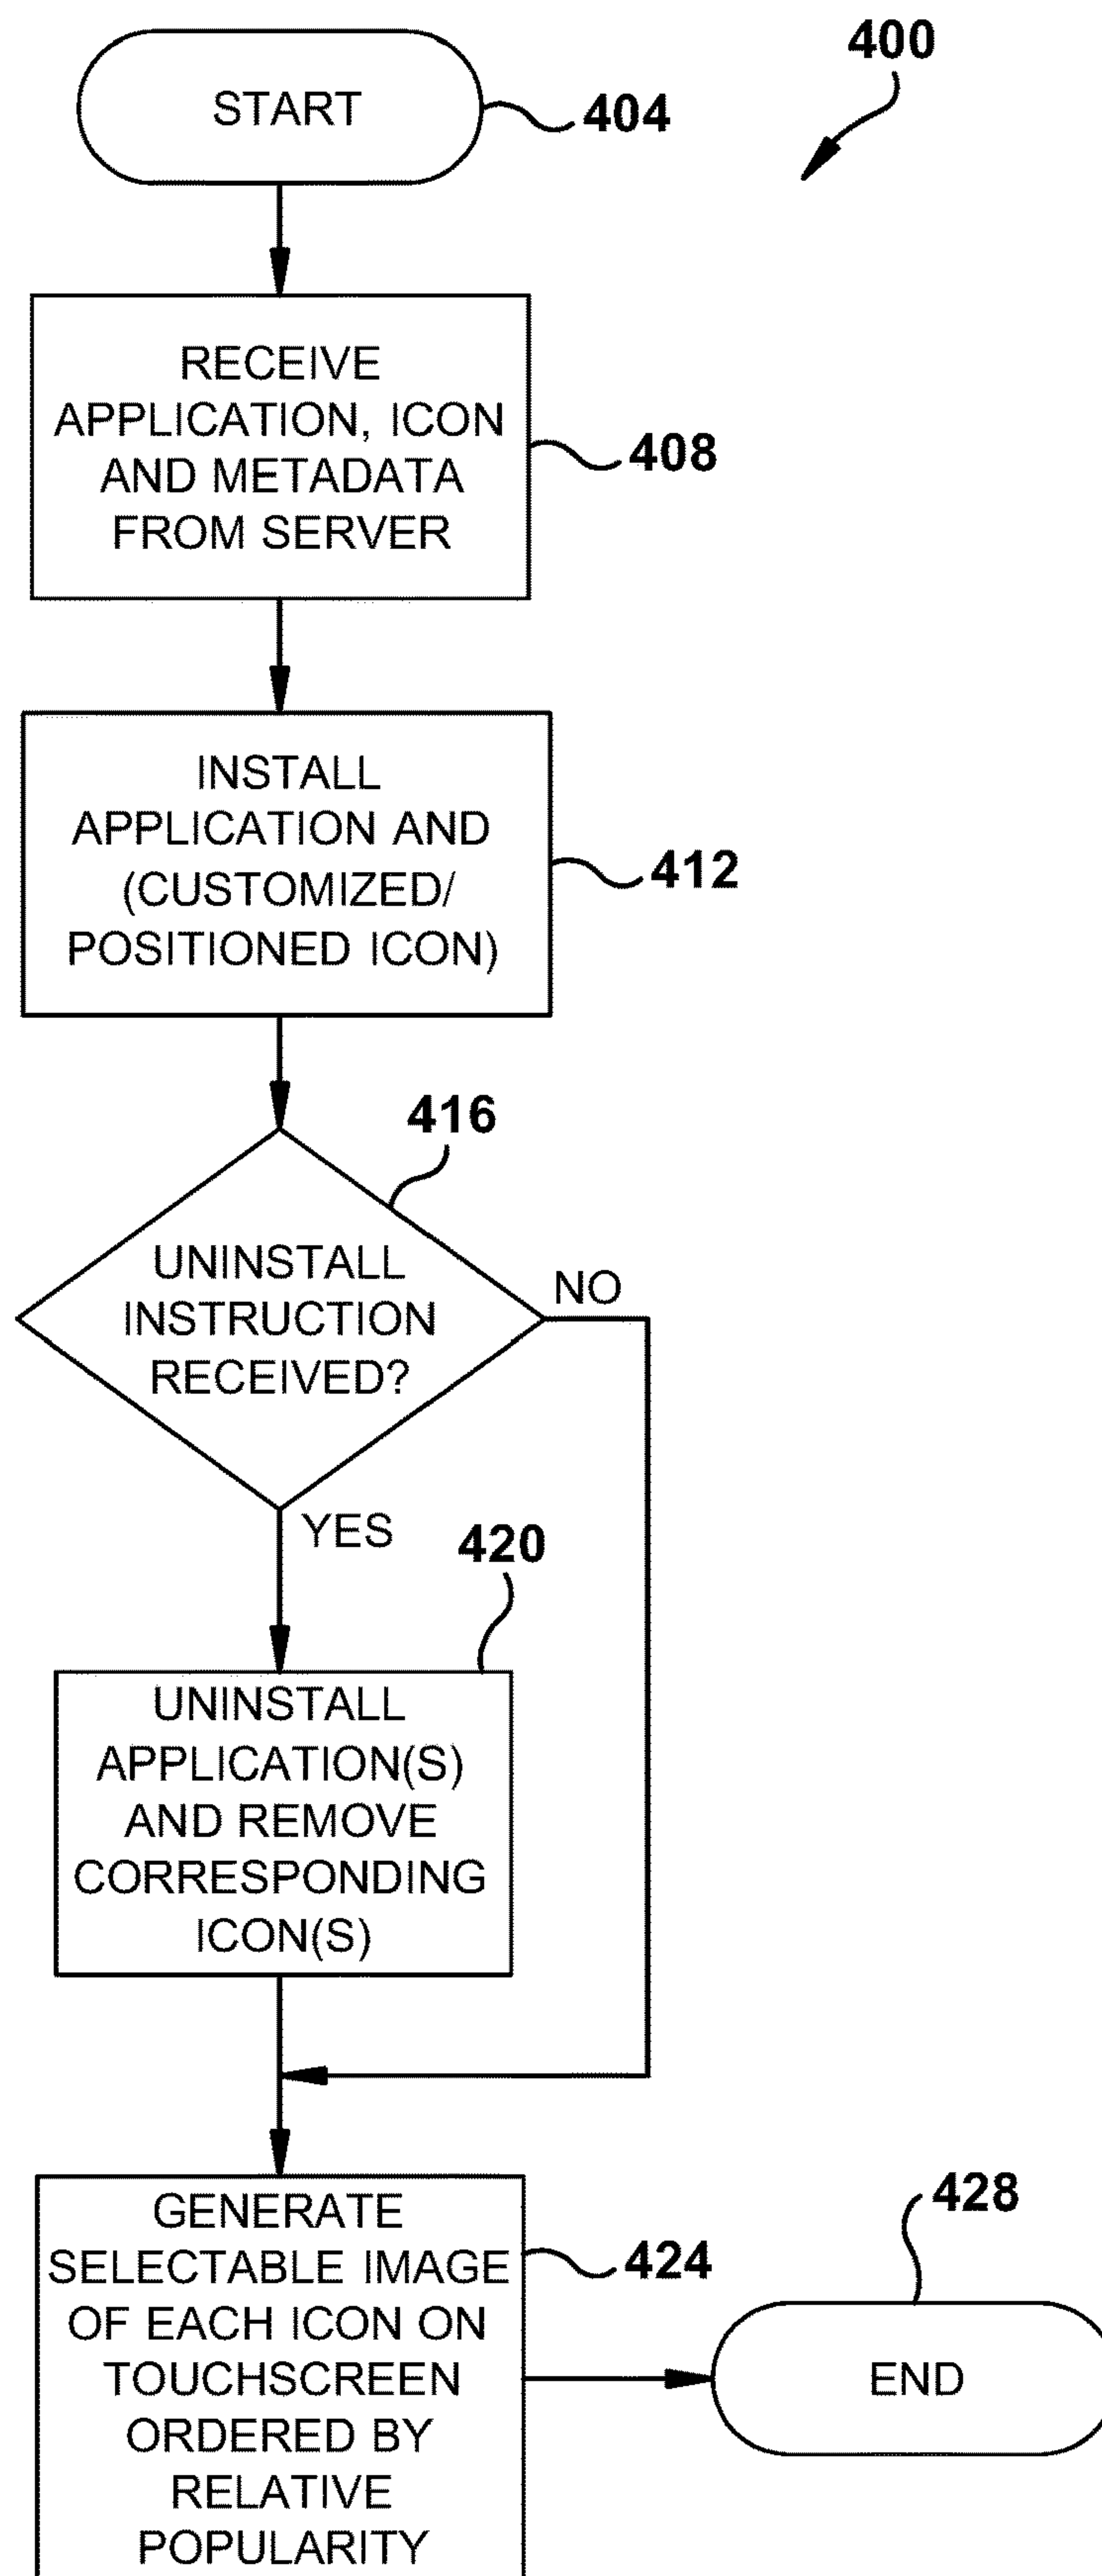 400
START
404
RECEIVE
APPLICATION, ICON
AND METADATA
FROM SERVER
408
INSTALL
APPLICATION AND
(CUSTOMIZED/
POSITIONED ICON)
412
416
UNINSTALL
INSTRUCTION
RECEIVED?
NO
YES
420
UNINSTALL
APPLICATION(S)
AND REMOVE
CORRESPONDING
ICON(S)
GENERATE
SELECTABLE IMAGE
OF EACH ICON ON
TOUCHSCREEN
ORDERED BY
RELATIVE
POPULARITY
424
428
END